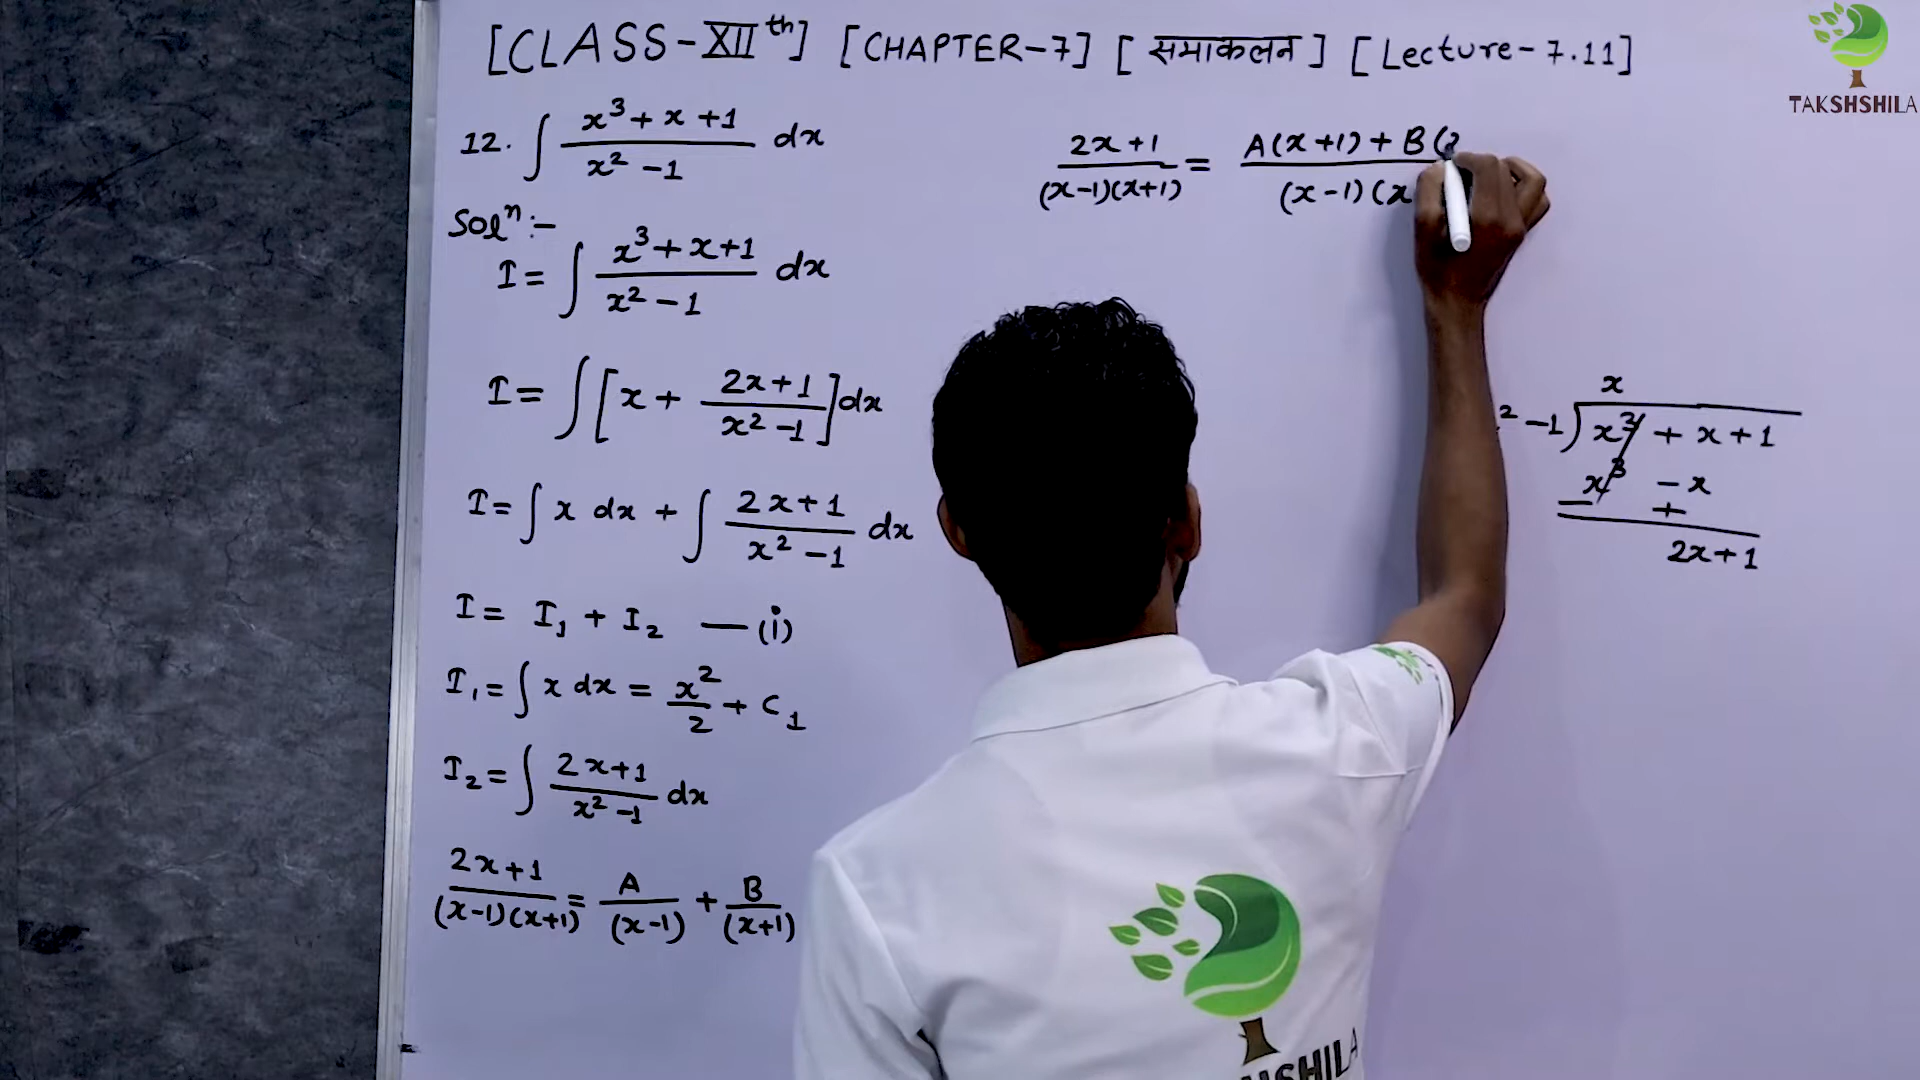 [CLASS-XIIth] [CHAPTER-7] [समाकलन] [Lecture-7.11]
TAKSHSHILA
12. ∫ (x³ + x + 1)/(x² - 1) dx
Solⁿ:-
I = ∫ (x³ + x + 1)/(x² - 1) dx
I = ∫ [x + (2x + 1)/(x² - 1)] dx
I = ∫ x dx + ∫ (2x + 1)/(x² - 1) dx
I = I₁ + I₂ — (i)
I₁ = ∫ x dx = x²/2 + C₁
I₂ = ∫ (2x + 1)/(x² - 1) dx
(2x + 1)/((x-1)(x+1)) = A/(x-1) + B/(x+1)
(2x + 1)/((x-1)(x+1)) = A(x+1) + B(
(x-1)(x
x
² - 1 ) x³ + x + 1
x³ - x
- +
2x + 1